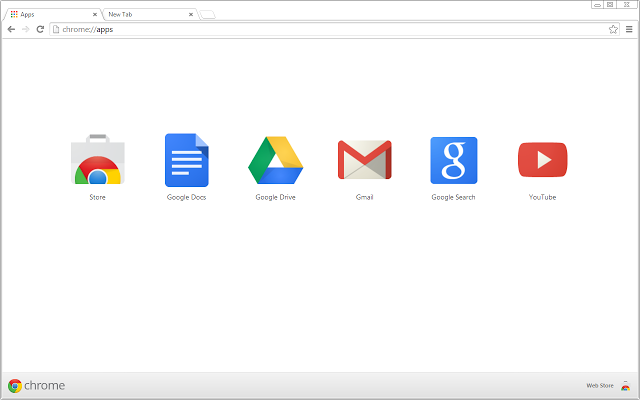 Apps
New Tab
chrome://apps
Store
Google Docs
Google Drive
Gmail
g
Google Search
YouTube
chrome
Web Store